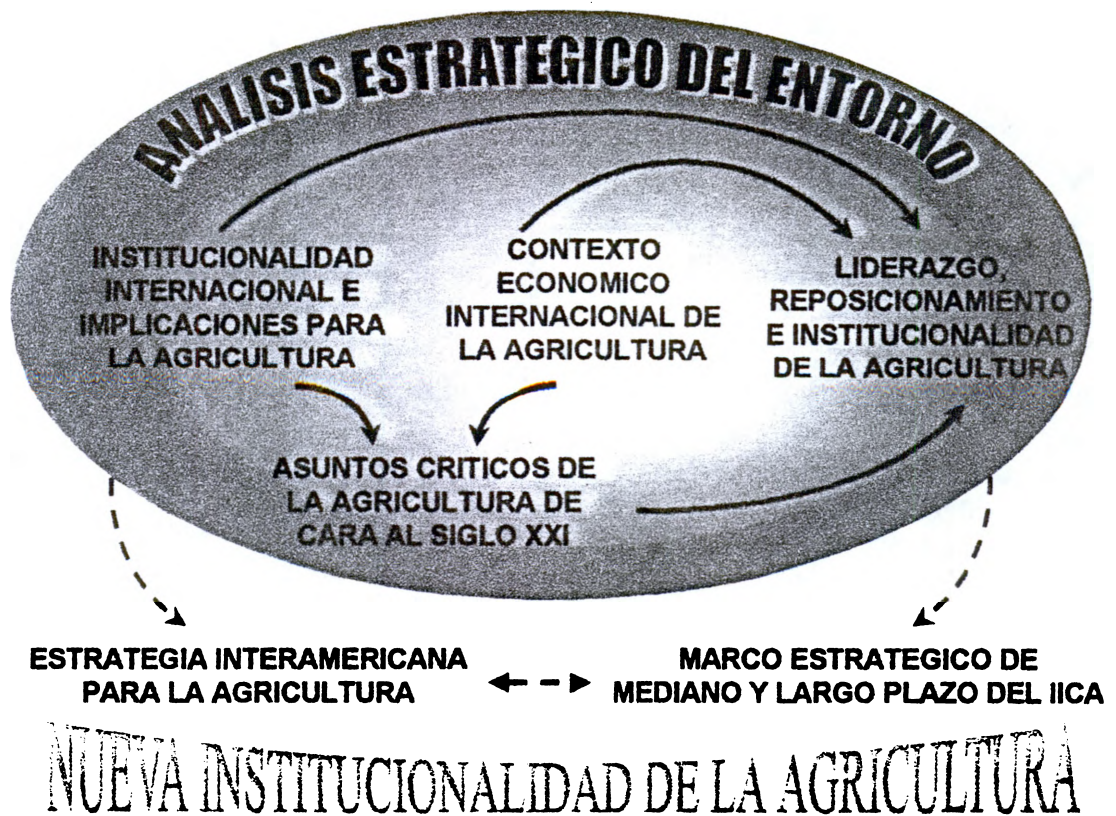 ANALISIS ESTRATEGICO DEL ENTORNO
INSTITUCIONALIDAD
INTERNACIONAL E
IMPLICACIONES PARA
LA AGRICULTURA
CONTEXTO
ECONOMICO
INTERNACIONAL DE
LA AGRICULTURA
LIDERAZGO,
REPOSICIONAMIENTO
E INSTITUCIONALIDAD
DE LA AGRICULTURA
ASUNTOS CRITICOS DE
LA AGRICULTURA DE
CARA AL SIGLO XXI
ESTRATEGIA INTERAMERICANA
PARA LA AGRICULTURA
MARCO ESTRATEGICO DE
MEDIANO Y LARGO PLAZO DEL IICA
NUEVA INSTITUCIONALIDAD DE LA AGRICULTURA